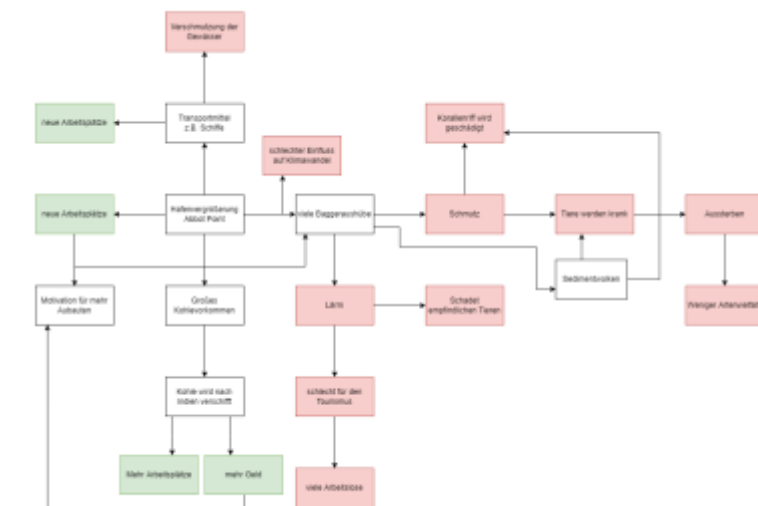 Verschmutzung der
Gewässer
neue Arbeitsplätze
Transportmittel
z.B. Schiffe
Korallenriff wird
geschädigt
schlechter Einfluss
auf Klimawandel
neue Arbeitsplätze
Hafenvergrößerung
Abbot Point
viele Baggeraushübe
Schmutz
Tiere werden krank
Aussterben
Sedimentwolken
Motivation für mehr
Aubauten
Großes
Kohlevorkommen
Lärm
Schadet
empfindlichen Tieren
Weniger Artenvielfalt
Kohle wird nach
Indien verschifft
schlecht für den
Tourismus
Mehr Arbeitsplätze
mehr Geld
viele Arbeitslose